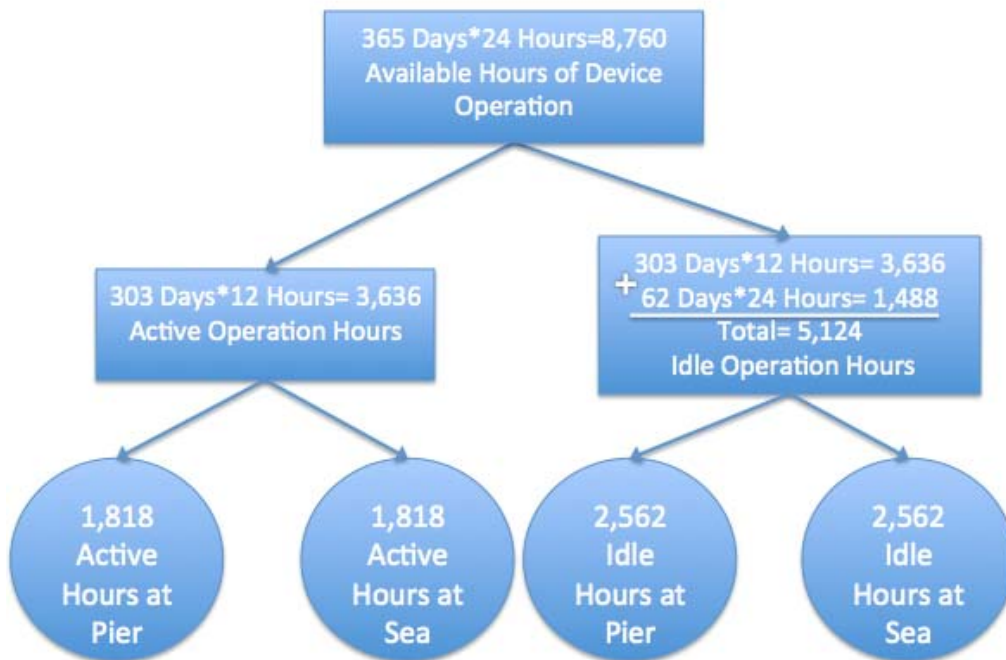 365 Days*24 Hours=8,760
Available Hours of Device
Operation
303 Days*12 Hours= 3,636
Active Operation Hours
303 Days*12 Hours= 3,636
+ 62 Days*24 Hours= 1,488
Total= 5,124
Idle Operation Hours
1,818
Active
Hours at
Pier
1,818
Active
Hours at
Sea
2,562
Idle
Hours at
Pier
2,562
Idle
Hours at
Sea